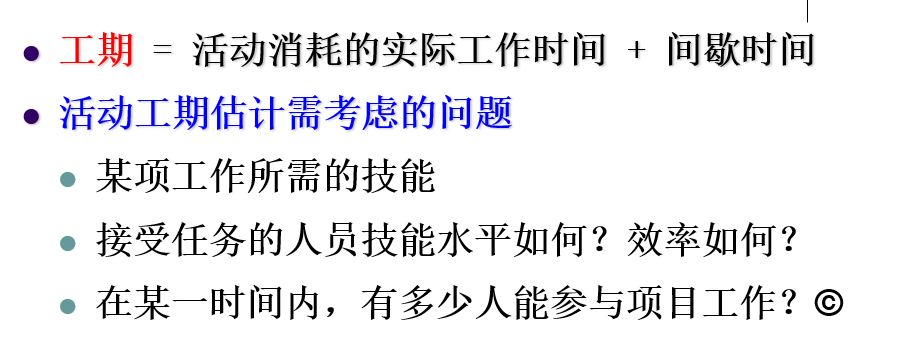 工期 = 活动消耗的实际工作时间 + 间歇时间
活动工期估计需考虑的问题
某项工作所需的技能
接受任务的人员技能水平如何？效率如何？
在某一时间内，有多少人能参与项目工作？©